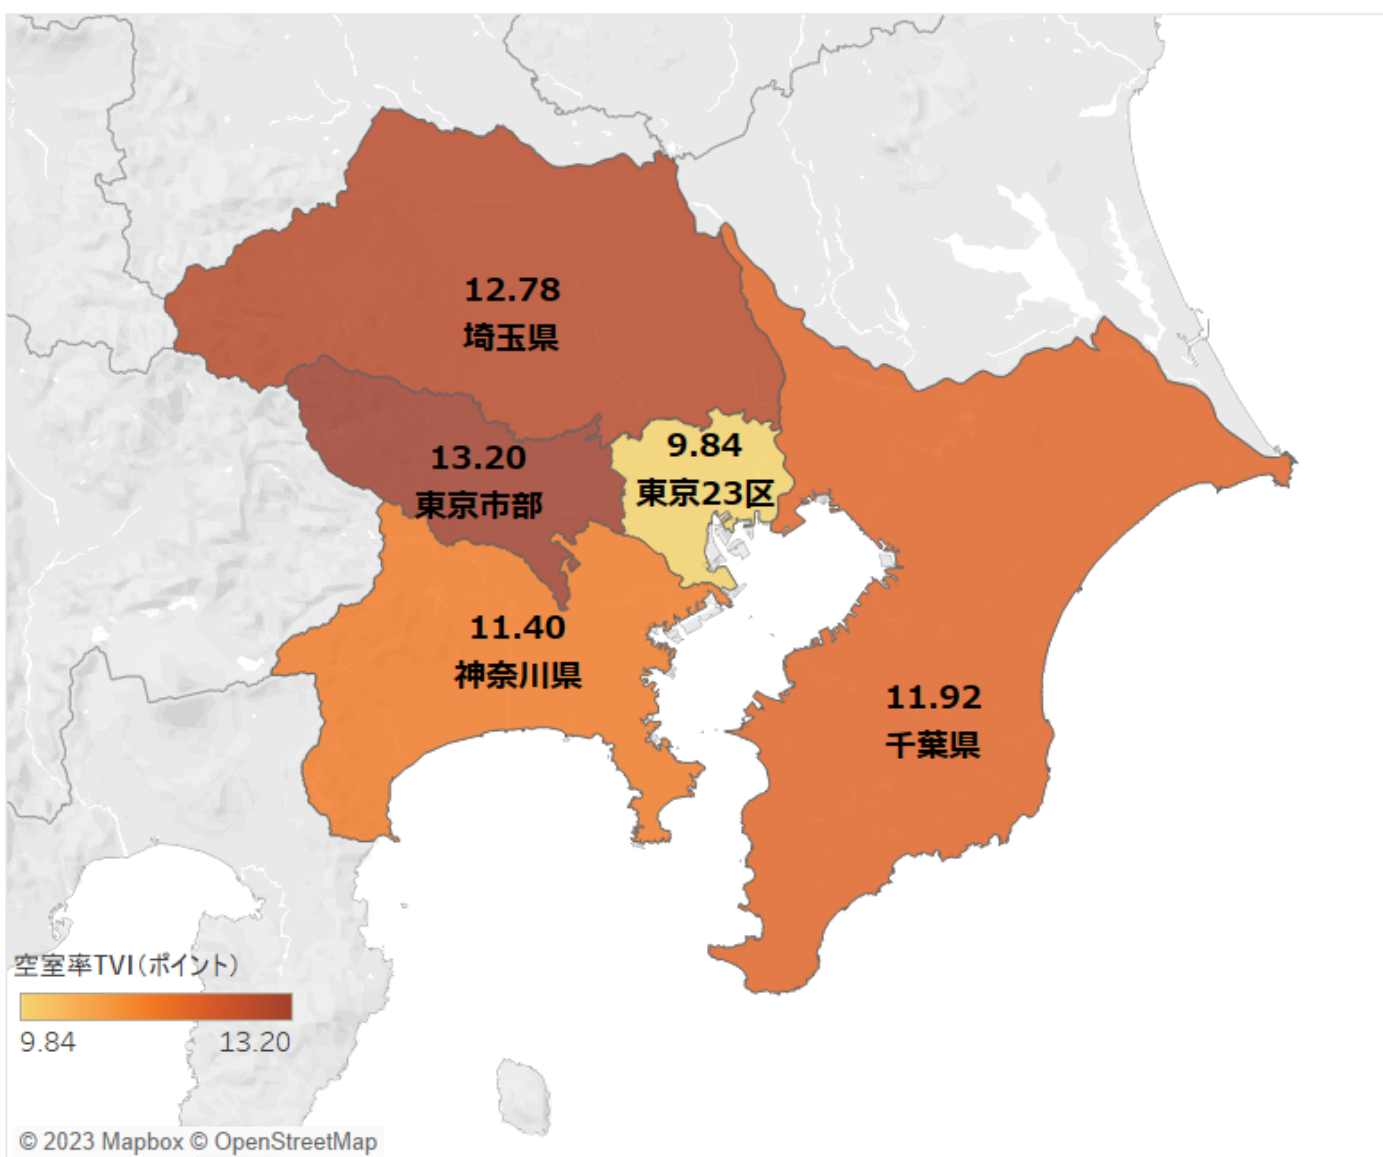 12.78
埼玉県
9.84
東京23区
13.20
東京市部
11.40
神奈川県
11.92
千葉県
空室率TVI(ポイント)
9.84 13.20
© 2023 Mapbox © OpenStreetMap